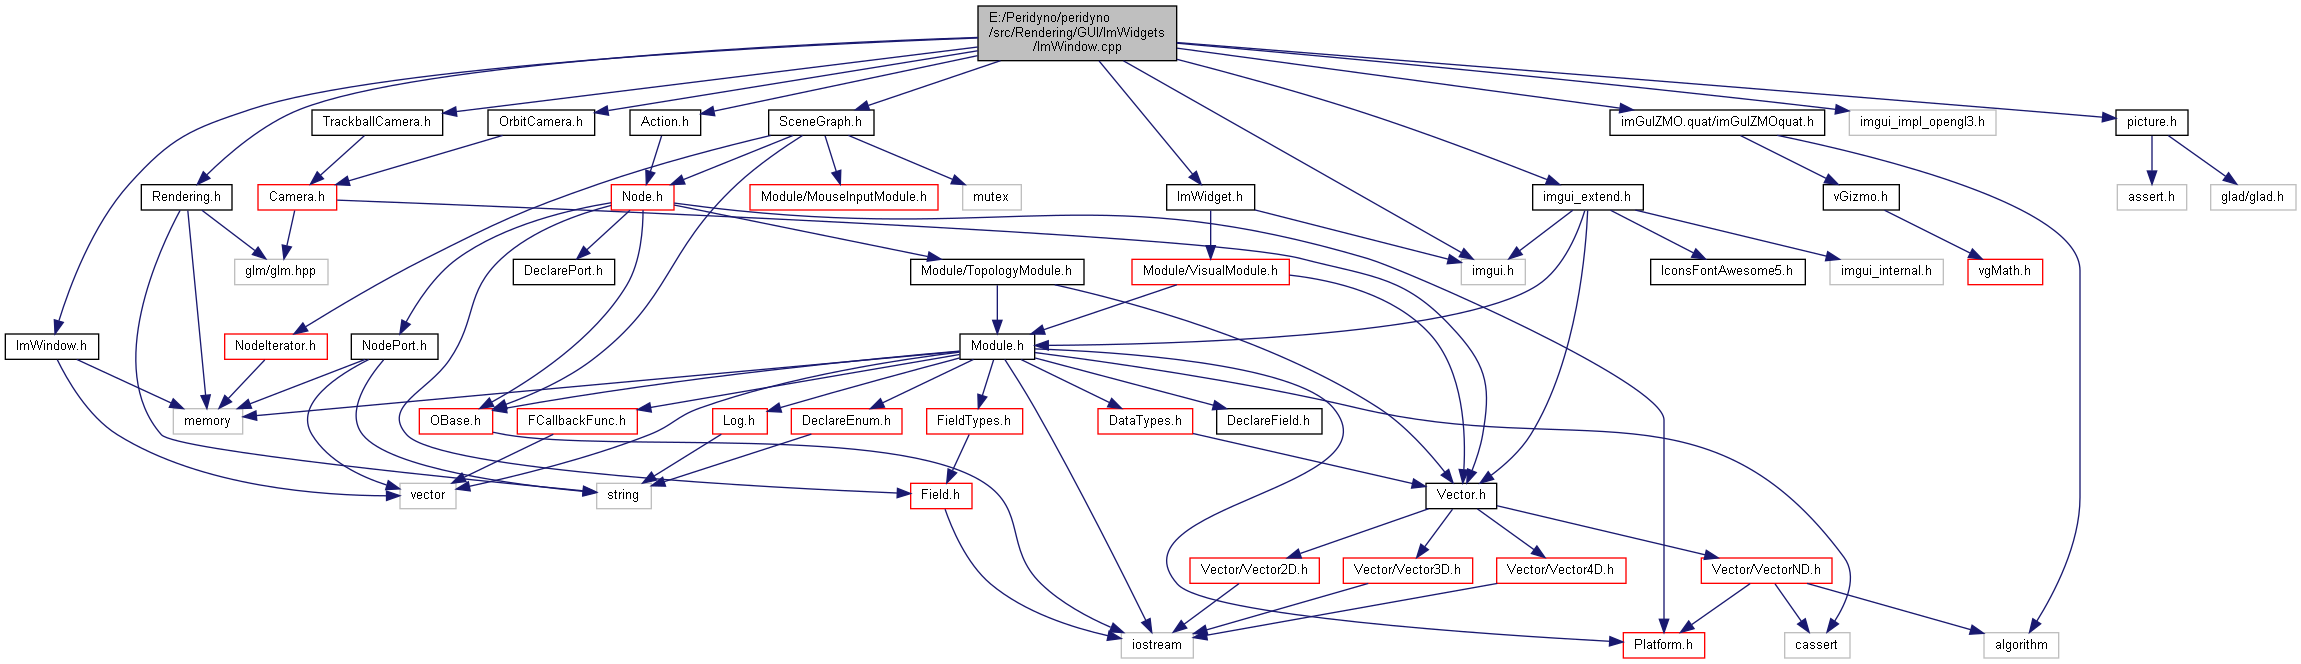 E:/Peridyno/peridyno
/src/Rendering/GUI/ImWidgets
/ImWindow.cpp
TrackballCamera.h
OrbitCamera.h
Action.h
SceneGraph.h
imGuIZMO.quat/imGuIZMOquat.h
imgui_impl_opengl3.h
picture.h
Rendering.h
Camera.h
Node.h
Module/MouseInputModule.h
mutex
ImWidget.h
imgui_extend.h
vGizmo.h
assert.h
glad/glad.h
glm/glm.hpp
DeclarePort.h
Module/TopologyModule.h
Module/VisualModule.h
imgui.h
IconsFontAwesome5.h
imgui_internal.h
vgMath.h
ImWindow.h
NodeIterator.h
NodePort.h
Module.h
memory
OBase.h
FCallbackFunc.h
Log.h
DeclareEnum.h
FieldTypes.h
DataTypes.h
DeclareField.h
vector
string
Field.h
Vector.h
Vector/Vector2D.h
Vector/Vector3D.h
Vector/Vector4D.h
Vector/VectorND.h
iostream
Platform.h
cassert
algorithm